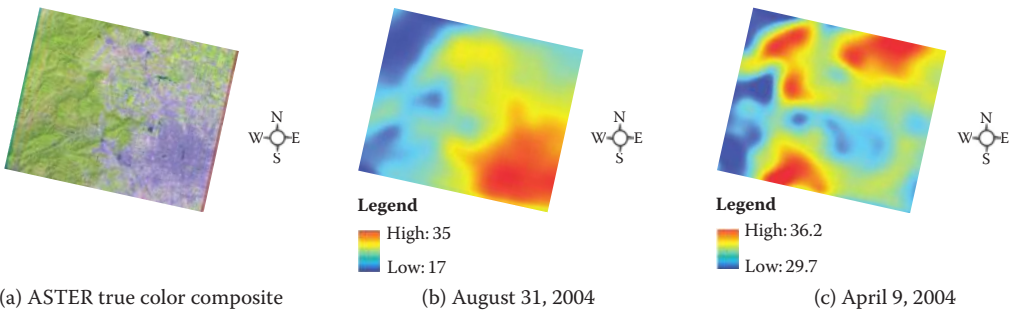 N
W E
S
N
W E
S
N
W E
S
Legend
High: 35
Low: 17
Legend
High: 36.2
Low: 29.7
(a) ASTER true color composite
(b) August 31, 2004
(c) April 9, 2004